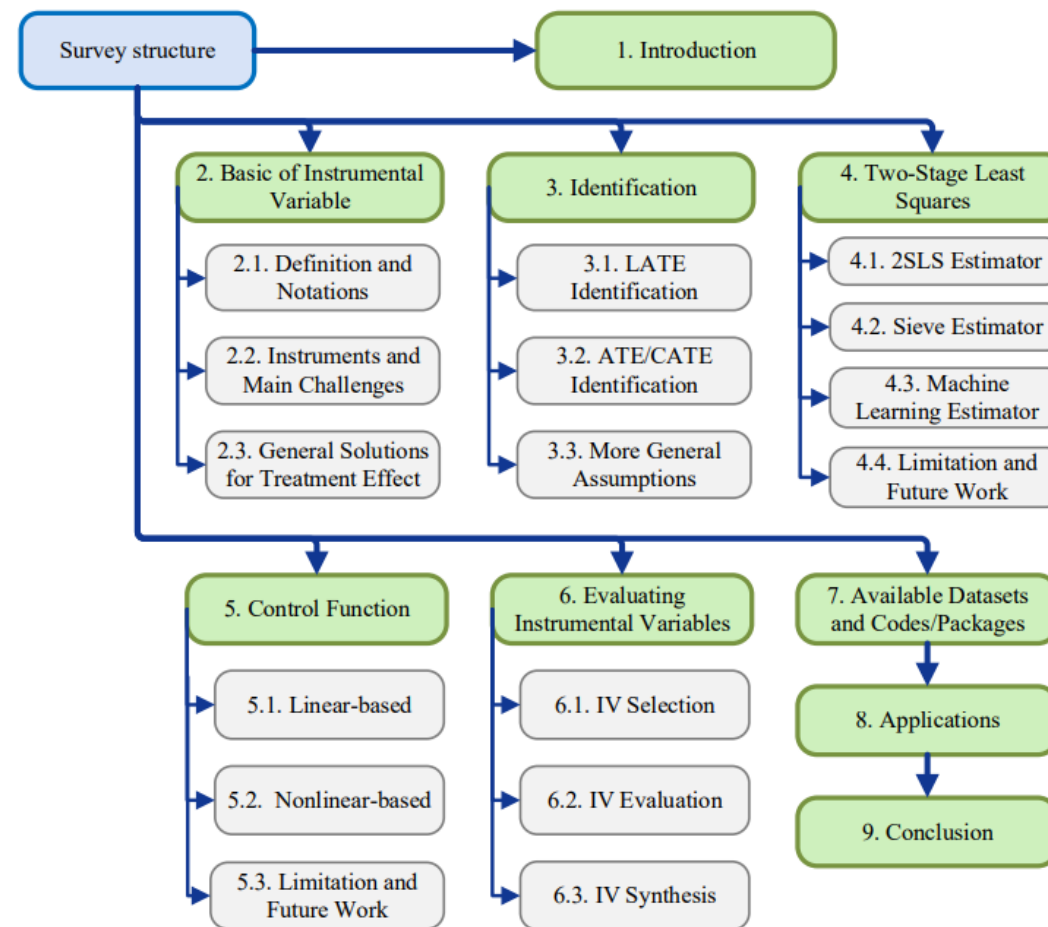 Survey structure
1. Introduction
2. Basic of Instrumental
Variable
2.1. Definition and
Notations
2.2. Instruments and
Main Challenges
2.3. General Solutions
for Treatment Effect
3. Identification
3.1. LATE
Identification
3.2. ATE/CATE
Identification
3.3. More General
Assumptions
4. Two-Stage Least
Squares
4.1. 2SLS Estimator
4.2. Sieve Estimator
4.3. Machine
Learning Estimator
4.4. Limitation and
Future Work
5. Control Function
5.1. Linear-based
5.2. Nonlinear-based
5.3. Limitation and
Future Work
6. Evaluating
Instrumental Variables
6.1. IV Selection
6.2. IV Evaluation
6.3. IV Synthesis
7. Available Datasets
and Codes/Packages
8. Applications
9. Conclusion